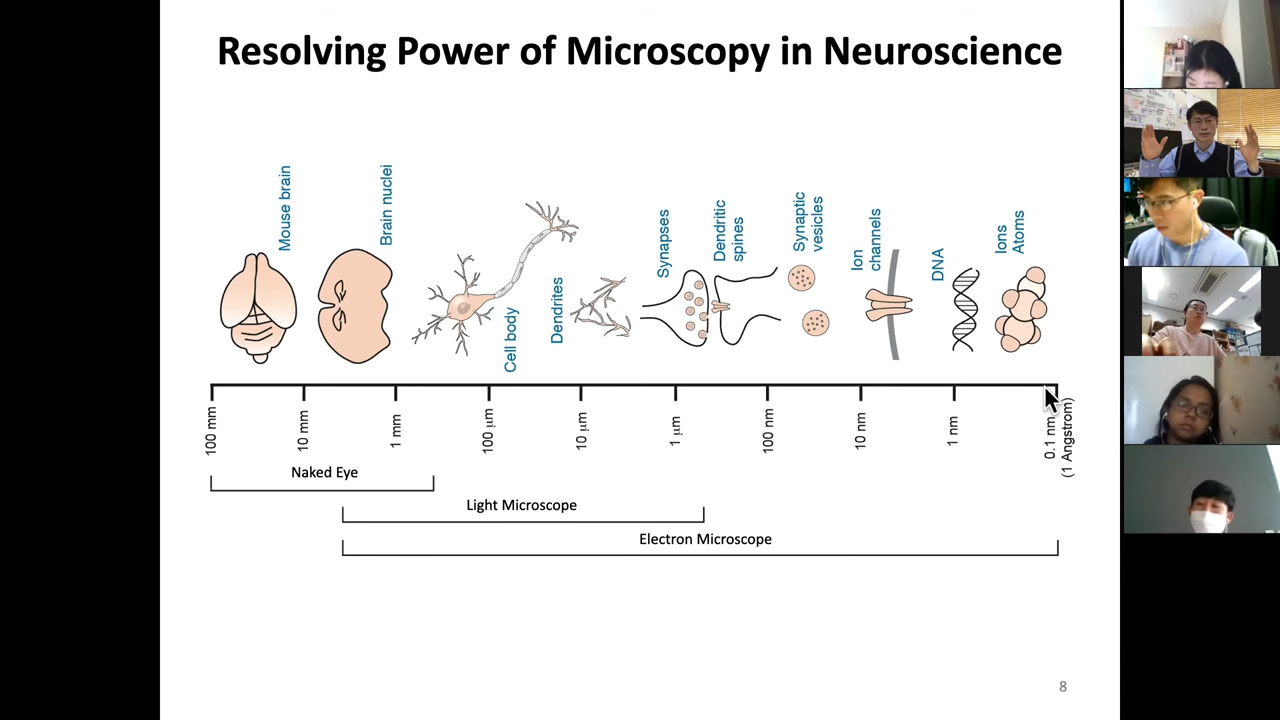 Resolving Power of Microscopy in Neuroscience
Mouse brain
Brain nuclei
Cell body
Dendrites
Synapses
Dendritic
spines
Synaptic
vesicles
Ion
channels
DNA
Ions
Atoms
100 mm
10 mm
1 mm
100 μm
10 μm
1 μm
100 nm
10 nm
1 nm
0.1 nm
(1 Angstrom)
Naked Eye
Light Microscope
Electron Microscope
8